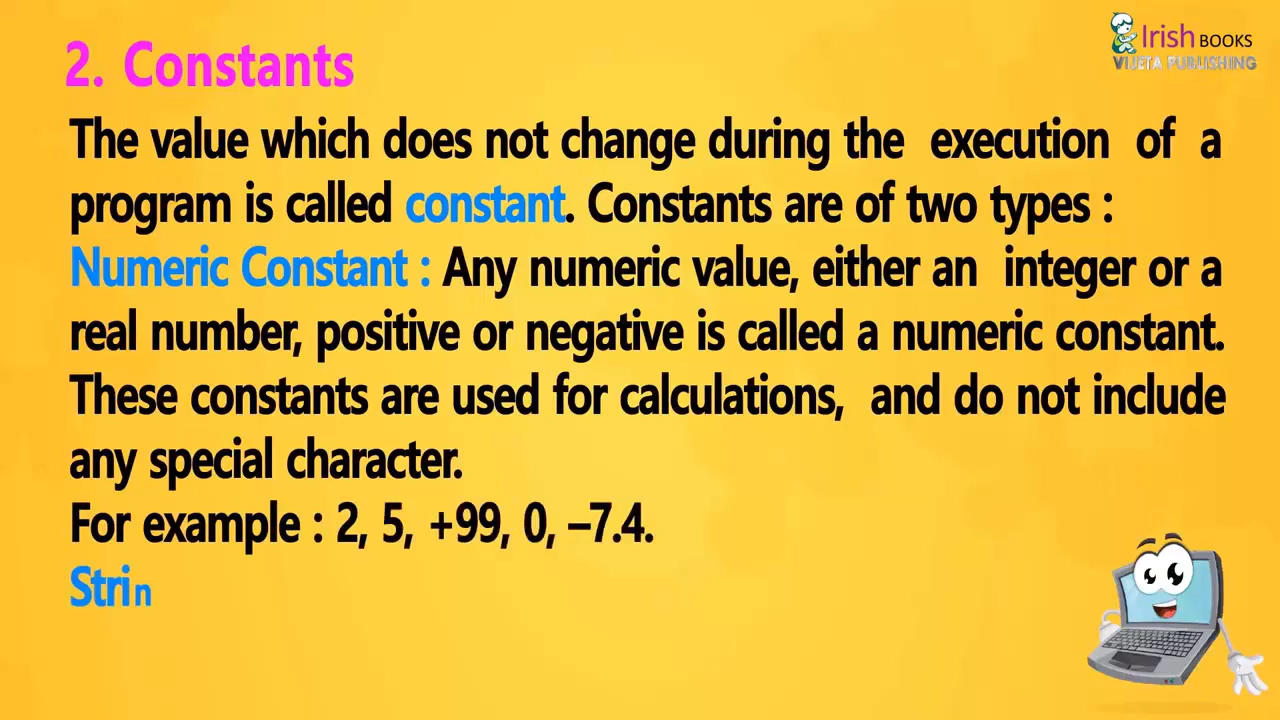 Irish BOOKS
VIJETA PUBLISHING
2. Constants
The value which does not change during the execution of a
program is called constant. Constants are of two types :
Numeric Constant : Any numeric value, either an integer or a
real number, positive or negative is called a numeric constant.
These constants are used for calculations, and do not include
any special character.
For example : 2, 5, +99, 0, –7.4.
Strin